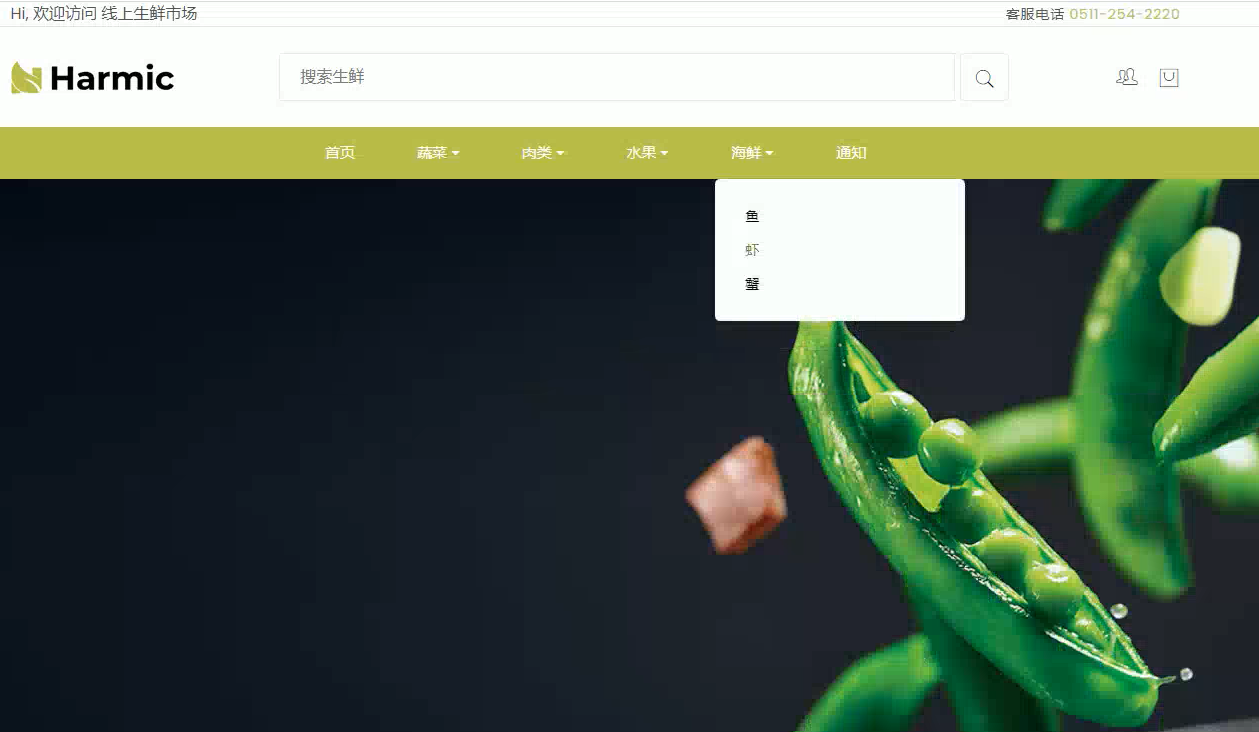 Hi, 欢迎访问 线上生鲜市场
客服电话 0511-254-2220
Harmic
搜索生鲜
首页 蔬菜 肉类 水果 海鲜 通知
鱼
虾
蟹